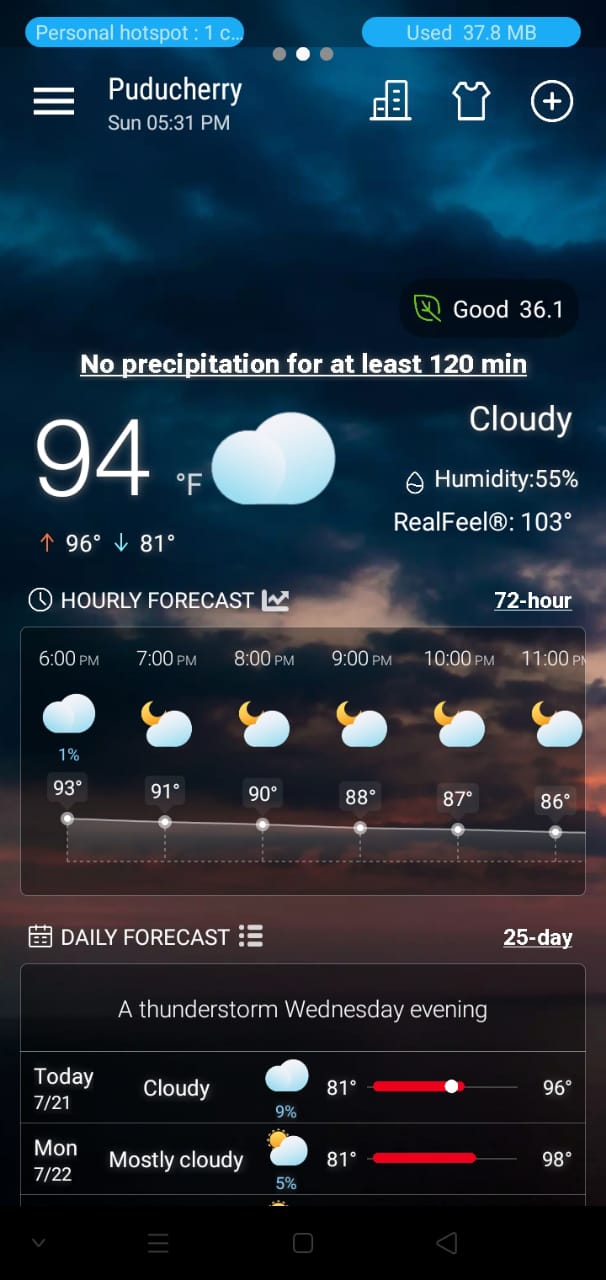 Personal hotspot : 1 c...
Used 37.8 MB
Puducherry
Sun 05:31 PM
Good 36.1
No precipitation for at least 120 min
94 °F
Cloudy
Humidity:55%
RealFeel®: 103°
↑ 96° ↓ 81°
HOURLY FORECAST
72-hour
6:00 PM 7:00 PM 8:00 PM 9:00 PM 10:00 PM 11:00 PM
1%
93° 91° 90° 88° 87° 86°
DAILY FORECAST
25-day
A thunderstorm Wednesday evening
Today
7/21
Cloudy
9%
81° 96°
Mon
7/22
Mostly cloudy
5%
81° 98°